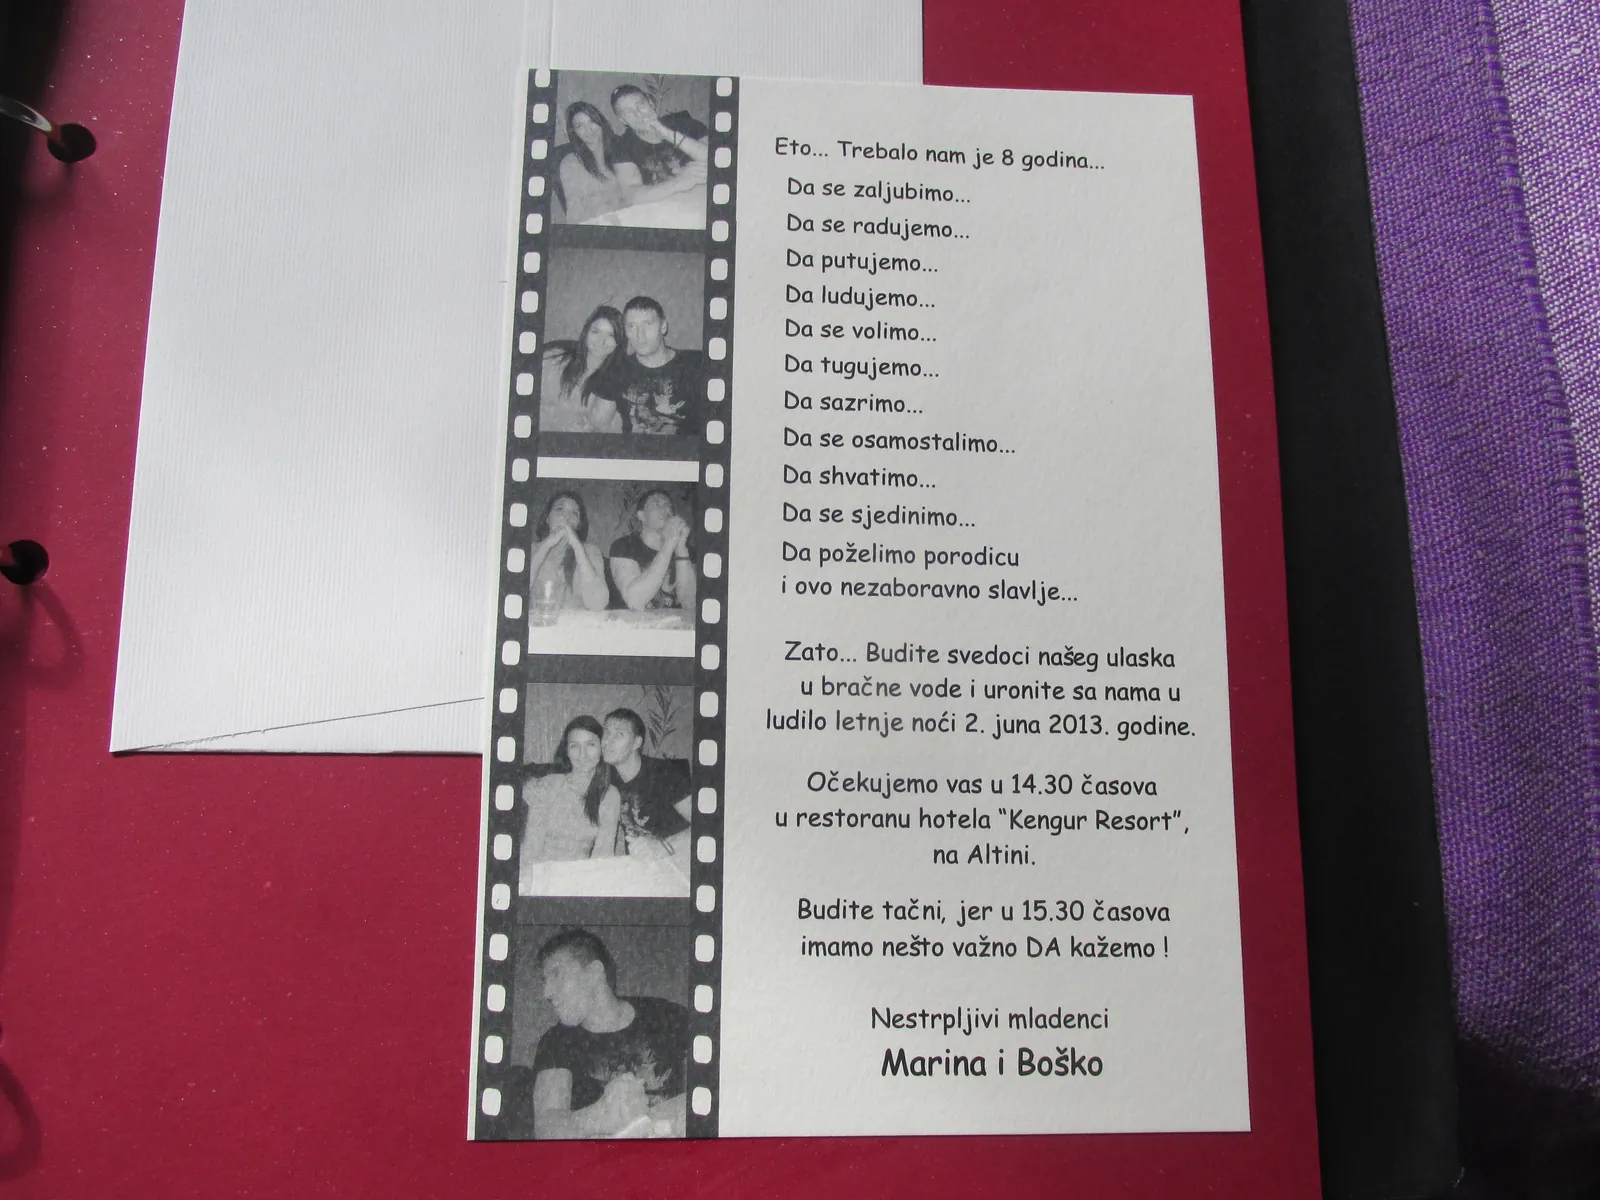 Eto... Trebalo nam je 8 godina...
Da se zaljubimo...
Da se radujemo...
Da putujemo...
Da ludujemo...
Da se volimo...
Da tugujemo...
Da sazrimo...
Da se osamostalimo...
Da shvatimo...
Da se sjedinimo...
Da poželimo porodicu
i ovo nezaboravno slavlje...
Zato... Budite svedoci našeg ulaska
u bračne vode i uronite sa nama u
ludilo letnje noći 2. juna 2013. godine.
Očekujemo vas u 14.30 časova
u restoranu hotela “Kengur Resort”,
na Altini.
Budite tačni, jer u 15.30 časova
imamo nešto važno DA kažemo !
Nestrpljivi mladenci
Marina i Boško